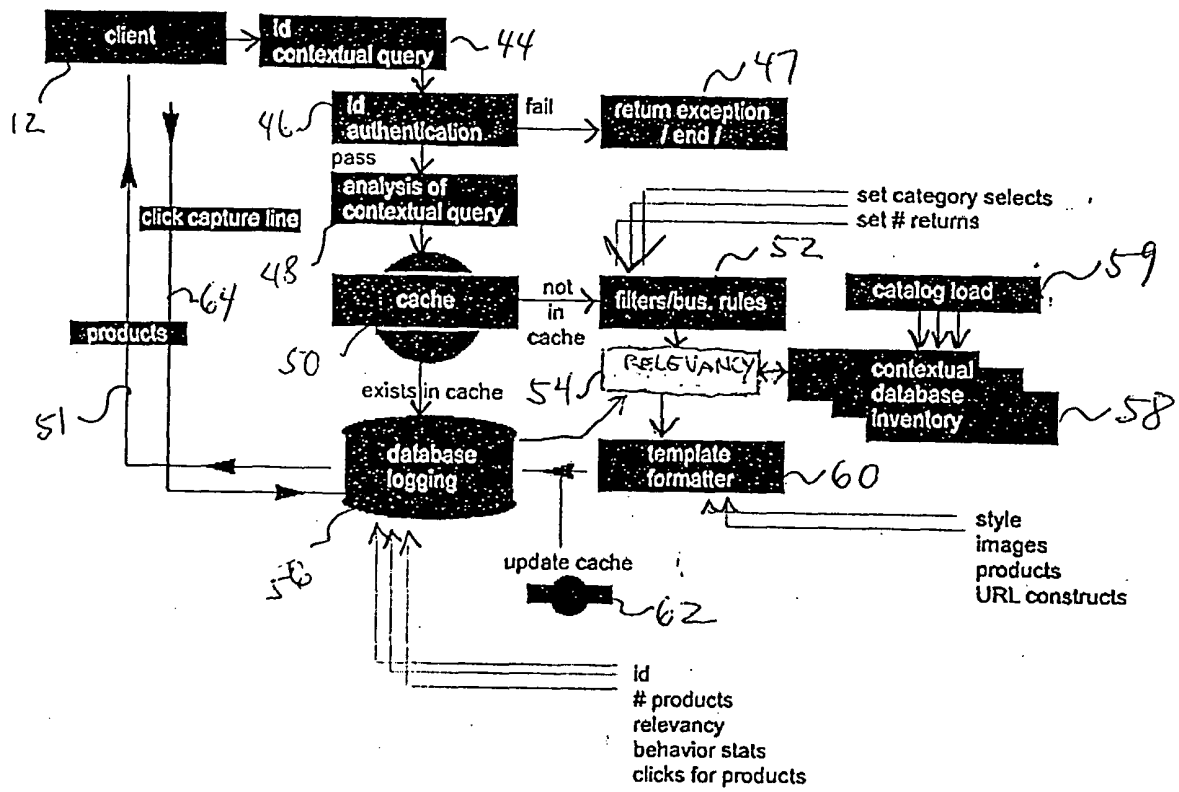 client
id
contextual query
44
12
47
46
id
authentication
fail
return exception
/ end /
pass
analysis of
contextual query
48
click capture line
64
set category selects
set # returns
52
59
cache
50
not
in
cache
filters/bus. rules
catalog load
products
51
exists in cache
54
RELEVANCY
contextual
database
inventory
58
database
logging
56
template
formatter
60
style
images
products
URL constructs
update cache
62
id
# products
relevancy
behavior stats
clicks for products